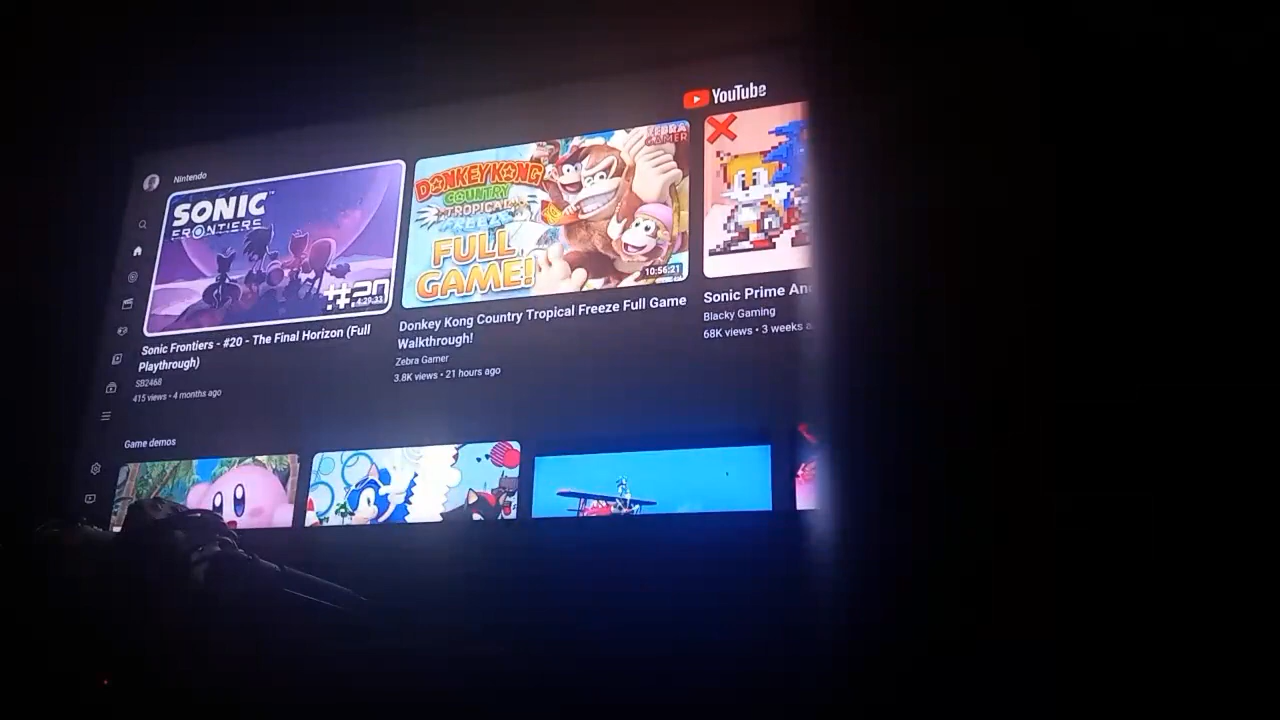 YouTube
Nintendo
SONIC
FRONTIERS
#20
4:29:33
Sonic Frontiers - #20 - The Final Horizon (Full
Playthrough)
SB2468
415 views • 4 months ago
ZEBRA
GAMER
DONKEY KONG
COUNTRY
TROPICAL
FREEZE
FULL
GAME!
10:56:21
Donkey Kong Country Tropical Freeze Full Game
Walkthrough!
Zebra Gamer
3.8K views • 21 hours ago
Sonic Prime An
Blacky Gaming
68K views • 3 weeks a
Game demos